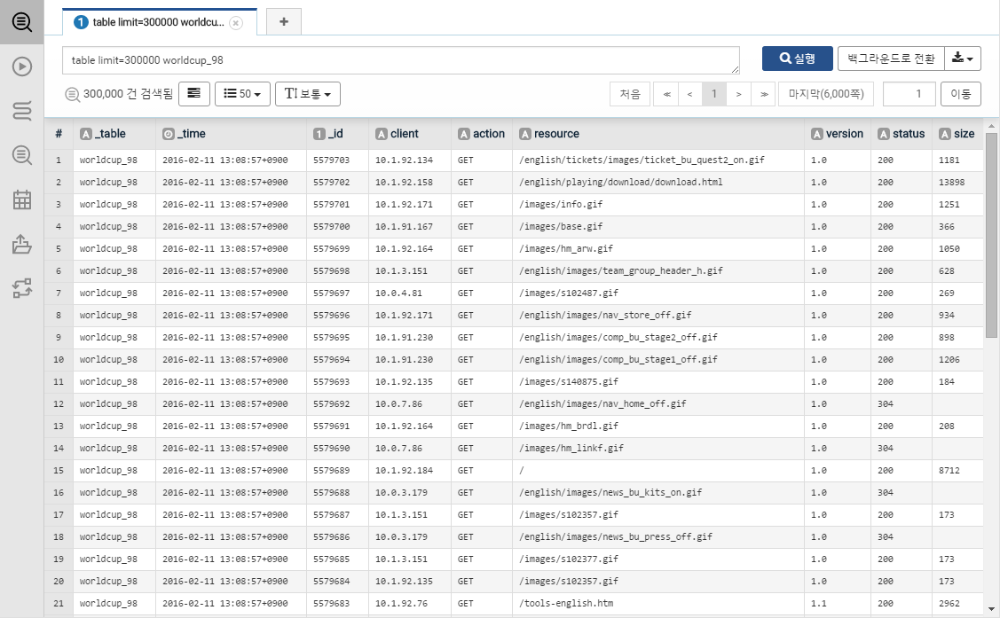 1 table limit=300000 worldcu...
table limit=300000 worldcup_98
실행
백그라운드로 전환
300,000 건 검색됨
50
TI 보통
처음 < 1 > 마지막(6,000쪽) 1 이동
# A _table _time 1 _id A client A action A resource A version A status A size
1 worldcup_98 2016-02-11 13:08:57+0900 5579703 10.1.92.134 GET /english/tickets/images/ticket_bu_quest2_on.gif 1.0 200 1181
2 worldcup_98 2016-02-11 13:08:57+0900 5579702 10.1.92.158 GET /english/playing/download/download.html 1.0 200 13898
3 worldcup_98 2016-02-11 13:08:57+0900 5579701 10.1.92.171 GET /images/info.gif 1.0 200 1251
4 worldcup_98 2016-02-11 13:08:57+0900 5579700 10.1.91.167 GET /images/base.gif 1.0 200 366
5 worldcup_98 2016-02-11 13:08:57+0900 5579699 10.1.92.164 GET /images/hm_arw.gif 1.0 200 1050
6 worldcup_98 2016-02-11 13:08:57+0900 5579698 10.1.3.151 GET /english/images/team_group_header_h.gif 1.0 200 628
7 worldcup_98 2016-02-11 13:08:57+0900 5579697 10.0.4.81 GET /images/s102487.gif 1.0 200 269
8 worldcup_98 2016-02-11 13:08:57+0900 5579696 10.1.92.171 GET /english/images/nav_store_off.gif 1.0 200 934
9 worldcup_98 2016-02-11 13:08:57+0900 5579695 10.1.91.230 GET /english/images/comp_bu_stage2_off.gif 1.0 200 898
10 worldcup_98 2016-02-11 13:08:57+0900 5579694 10.1.91.230 GET /english/images/comp_bu_stage1_off.gif 1.0 200 1206
11 worldcup_98 2016-02-11 13:08:57+0900 5579693 10.1.92.135 GET /images/s140875.gif 1.0 200 184
12 worldcup_98 2016-02-11 13:08:57+0900 5579692 10.0.7.86 GET /english/images/nav_home_off.gif 1.0 304
13 worldcup_98 2016-02-11 13:08:57+0900 5579691 10.1.92.164 GET /images/hm_brdl.gif 1.0 200 208
14 worldcup_98 2016-02-11 13:08:57+0900 5579690 10.0.7.86 GET /images/hm_linkf.gif 1.0 304
15 worldcup_98 2016-02-11 13:08:57+0900 5579689 10.1.92.184 GET / 1.0 200 8712
16 worldcup_98 2016-02-11 13:08:57+0900 5579688 10.0.3.179 GET /english/images/news_bu_kits_on.gif 1.0 304
17 worldcup_98 2016-02-11 13:08:57+0900 5579687 10.1.3.151 GET /images/s102357.gif 1.0 200 173
18 worldcup_98 2016-02-11 13:08:57+0900 5579686 10.0.3.179 GET /english/images/news_bu_press_off.gif 1.0 304
19 worldcup_98 2016-02-11 13:08:57+0900 5579685 10.1.3.151 GET /images/s102377.gif 1.0 200 173
20 worldcup_98 2016-02-11 13:08:57+0900 5579684 10.1.92.135 GET /images/s102357.gif 1.0 200 173
21 worldcup_98 2016-02-11 13:08:57+0900 5579683 10.1.92.76 GET /tools-english.htm 1.1 200 2962